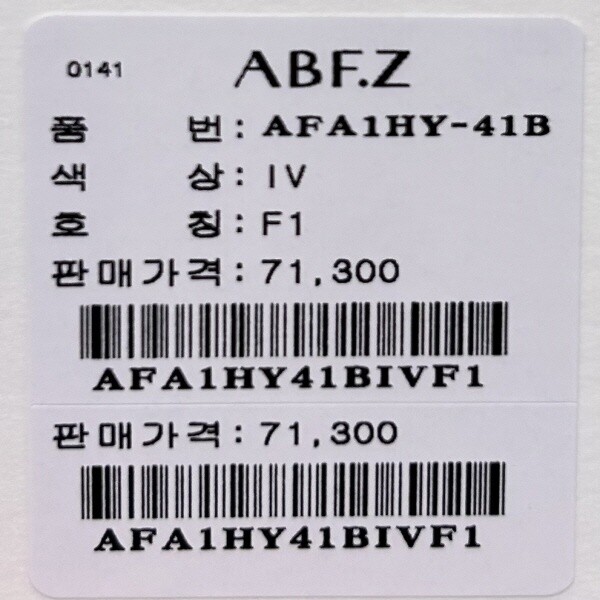 0141 ABF.Z
품 번 : AFA1HY-41B
색 상 : IV
호 칭 : F1
판매가격 : 71,300
AFA1HY41BIVF1
판매가격 : 71,300
AFA1HY41BIVF1